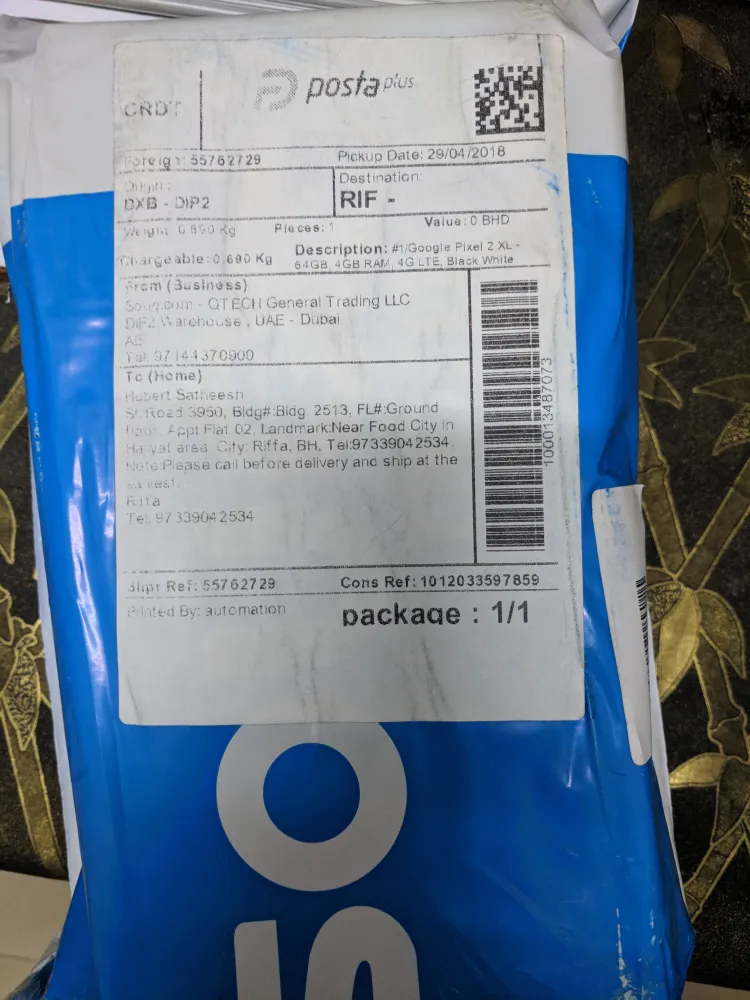 posta plus
CRDT
Foreign: 55762729
Pickup Date: 29/04/2018
Origin:
Destination:
DXB - DIP2
RIF -
Weight 0.690 Kg
Pieces: 1
Value: 0 BHD
Chargeable: 0.690 Kg
Description: #1/Google Pixel 2 XL -
64GB, 4GB RAM, 4G LTE, Black White
From (Business)
Souq.com - QTECH General Trading LLC
DIP2 Warehouse , UAE - Dubai
AE
Tel. 97144370900
To (Home)
Hubert Satheesh
St:Road 3950, Bldg#:Bldg. 2513, FL#:Ground
Floor, Appt Flat 02, Landmark:Near Food City in
area City: Riffa, BH, Tel:97339042534
Note:Please call before delivery and ship at the
Riffa
Tel. 97339042534
1000013487073
Shpr Ref: 55762729
Cons Ref: 1012033597859
Printed By: automation
package : 1/1